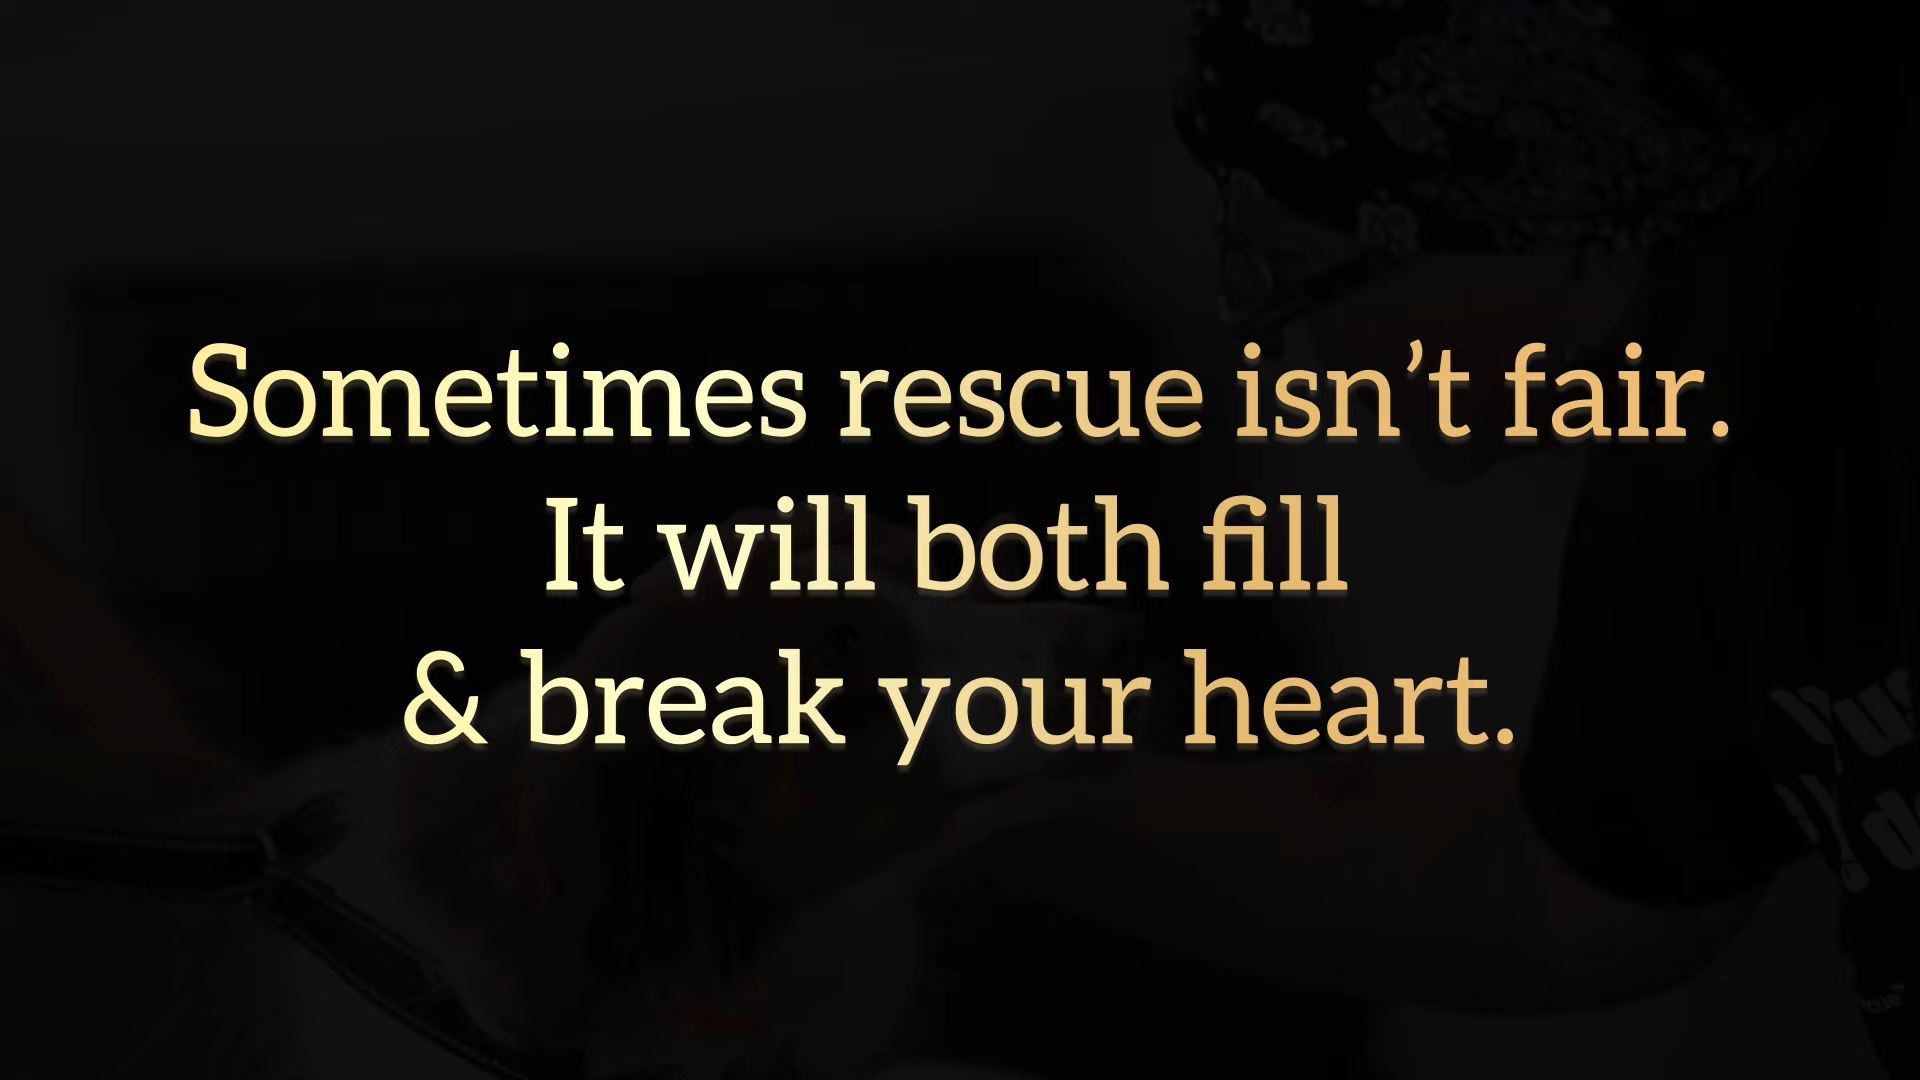 Sometimes rescue isn’t fair.
It will both fill
& break your heart.